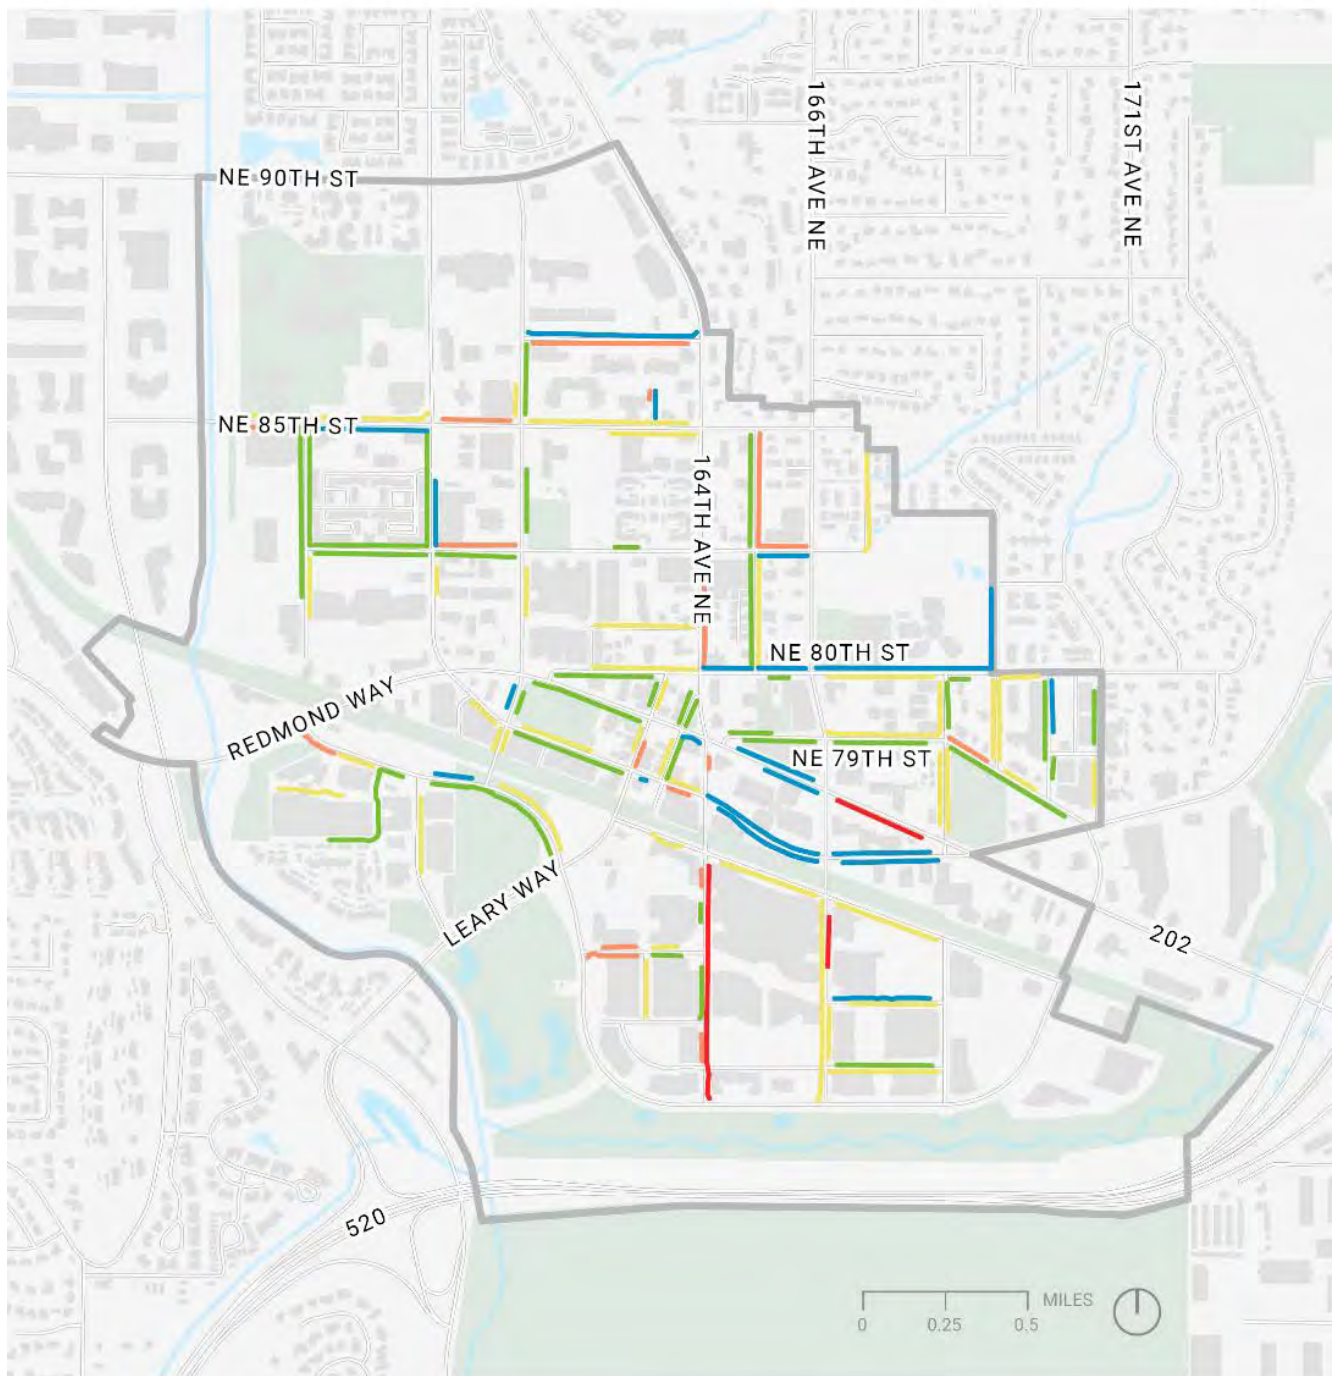 166TH AVE NE
171ST AVE NE
NE 90TH ST
NE 85TH ST
164TH AVE NE
NE 80TH ST
REDMOND WAY
NE 79TH ST
LEARY WAY
202
520
MILES
0 0.25 0.5